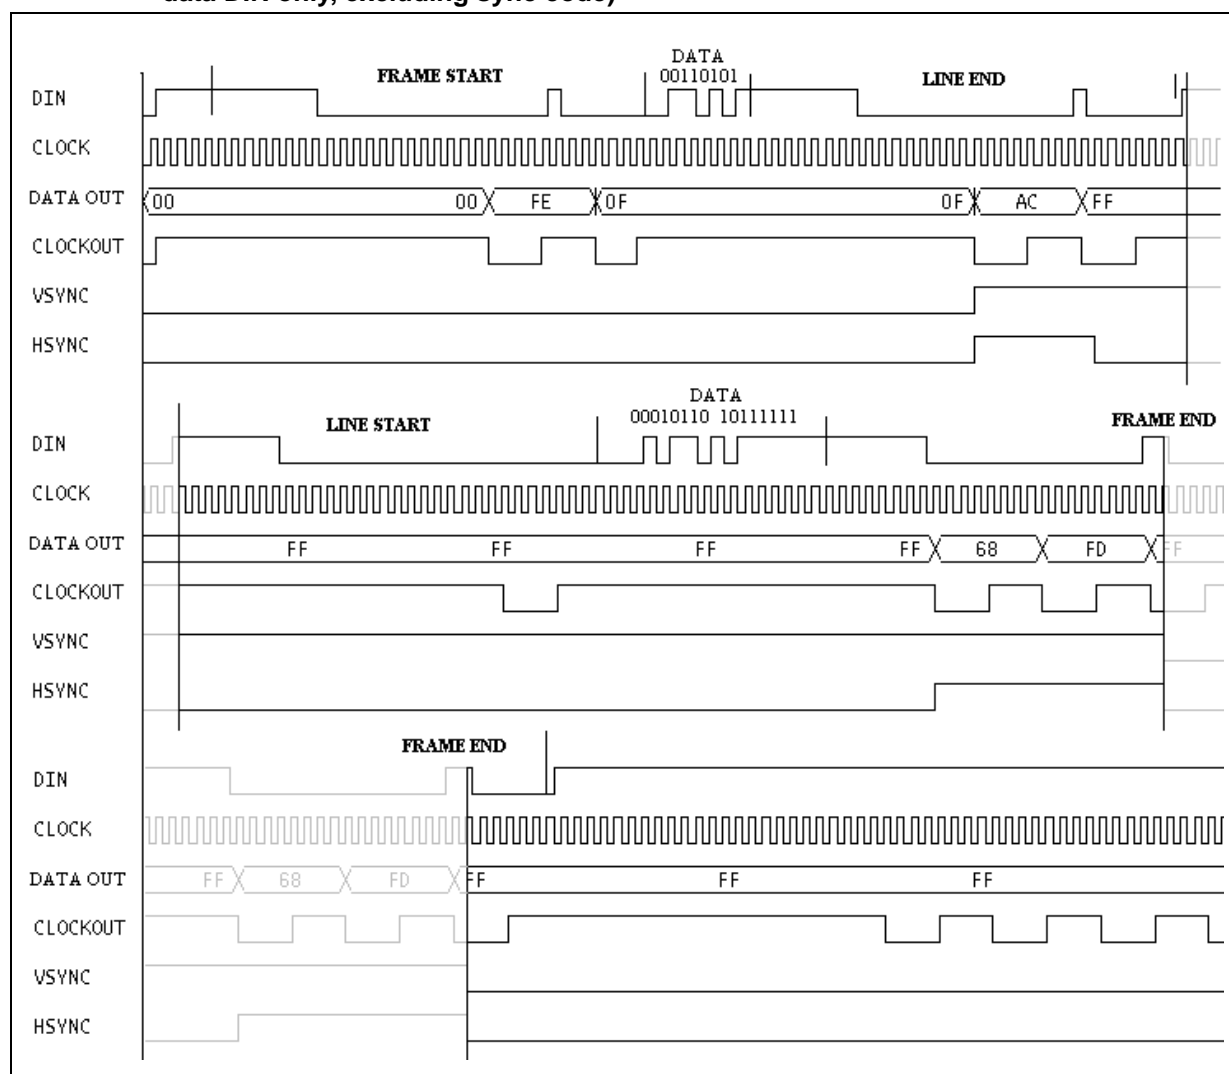 data DIN only, excluding sync code)
DATA
FRAME START 00110101 LINE END
DIN
CLOCK
DATA OUT 00 00 FE 0F 0F AC FF
CLOCKOUT
VSYNC
HSYNC
DATA
LINE START 00010110 10111111 FRAME END
DIN
CLOCK
DATA OUT FF FF FF FF 68 FD FF
CLOCKOUT
VSYNC
HSYNC
FRAME END
DIN
CLOCK
DATA OUT FF 68 FD FF FF FF
CLOCKOUT
VSYNC
HSYNC